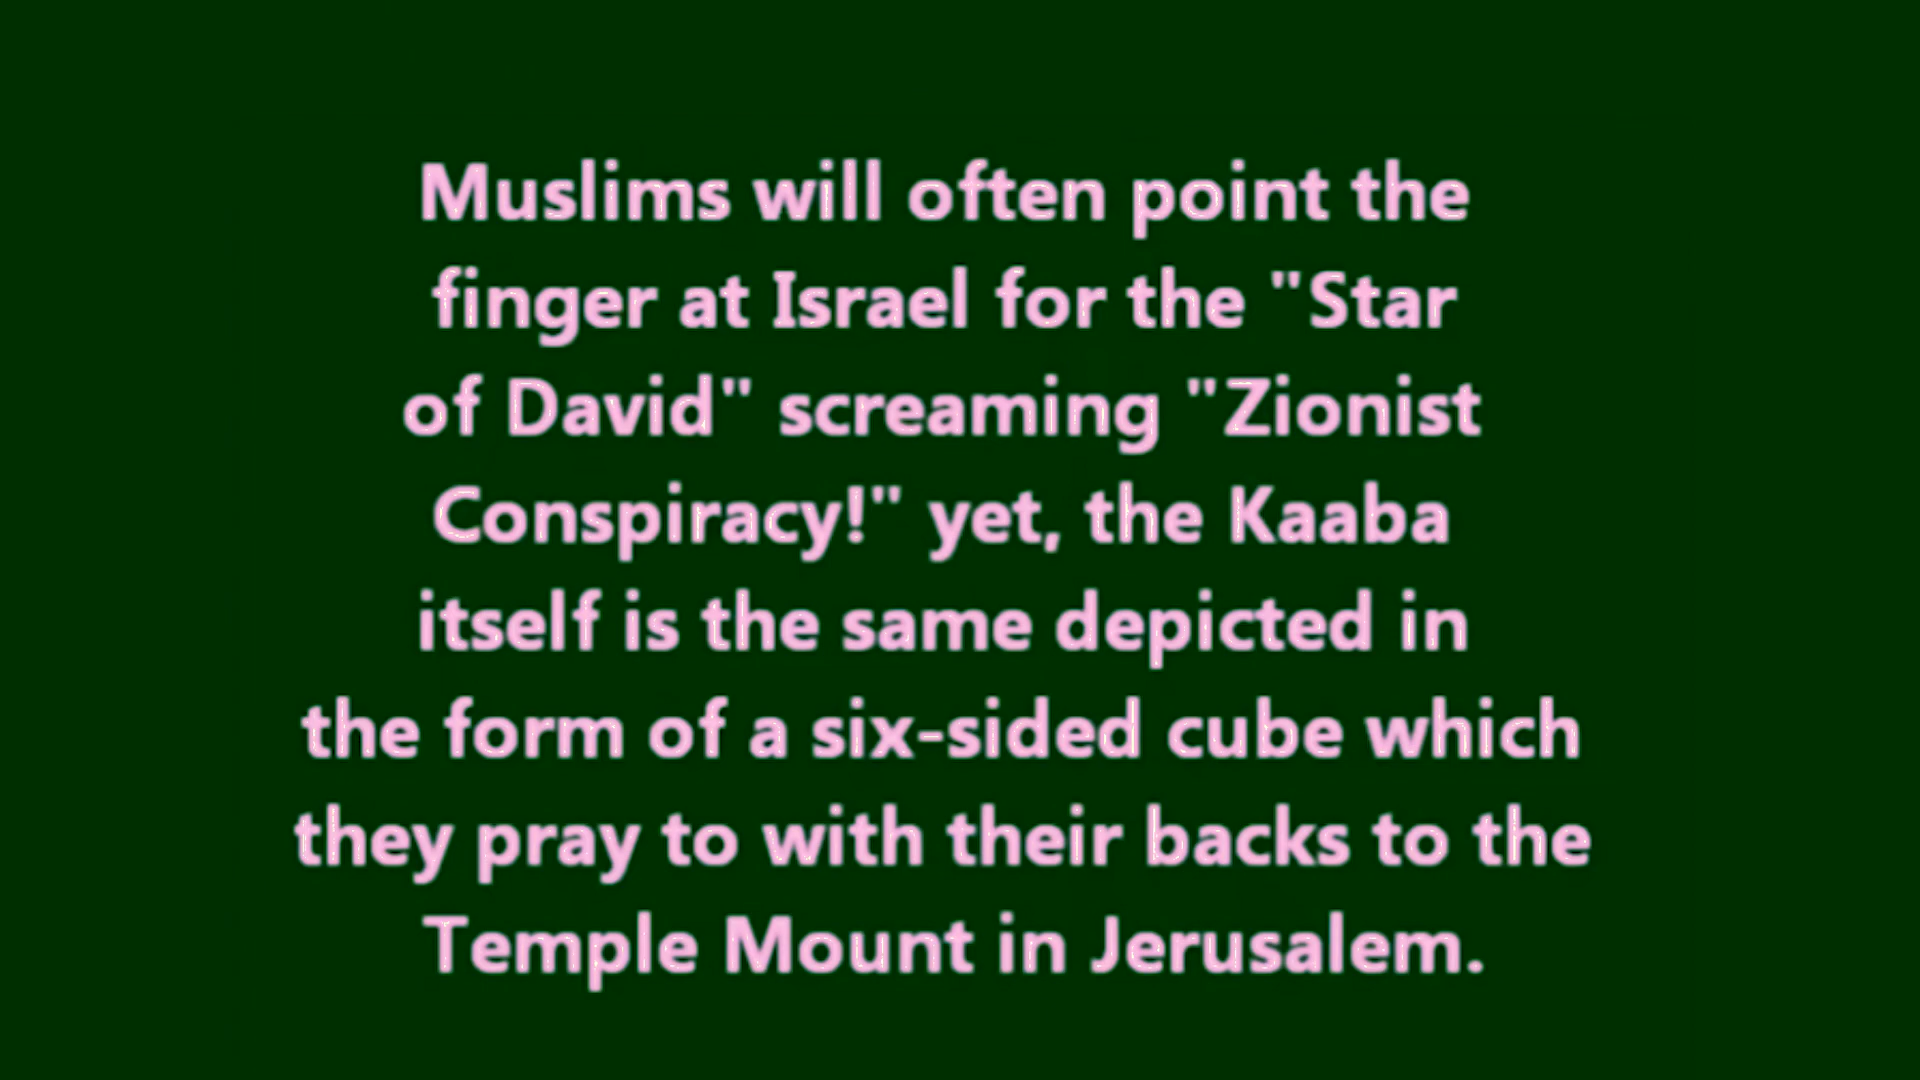 Muslims will often point the
finger at Israel for the "Star
of David" screaming "Zionist
Conspiracy!" yet, the Kaaba
itself is the same depicted in
the form of a six-sided cube which
they pray to with their backs to the
Temple Mount in Jerusalem.